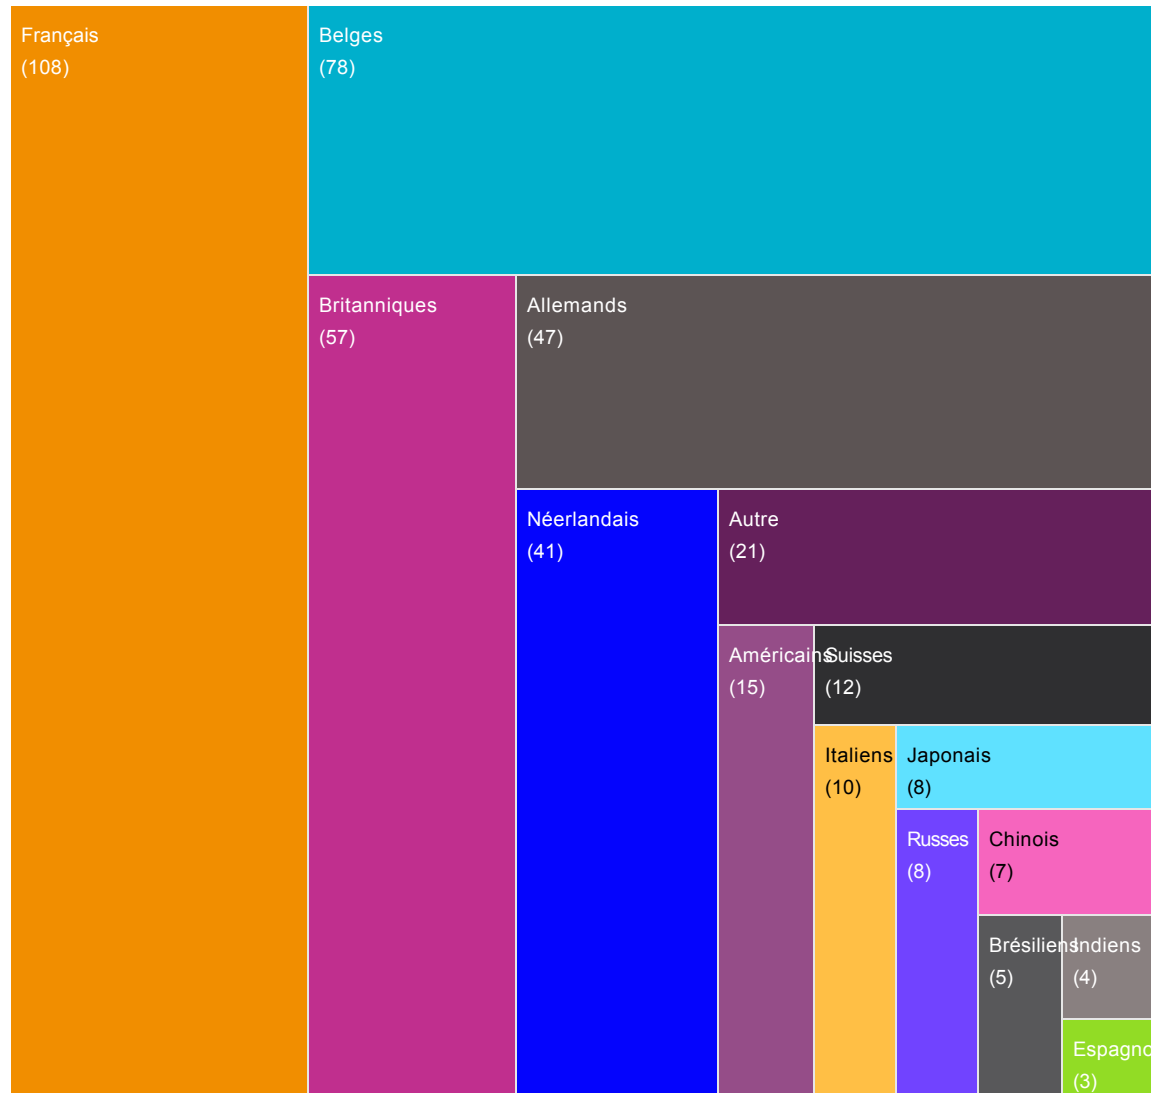 Français
(108)
Belges
(78)
Britanniques
(57)
Allemands
(47)
Néerlandais
(41)
Autre
(21)
Américains
(15)
Suisses
(12)
Italiens
(10)
Japonais
(8)
Russes
(8)
Chinois
(7)
Brésiliens
(5)
Indiens
(4)
Espagno
(3)